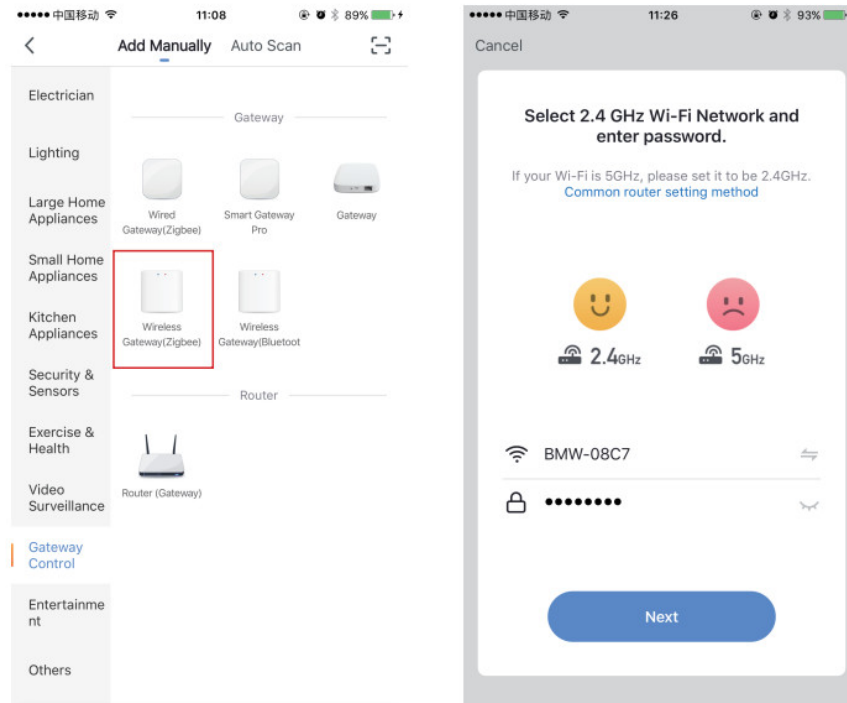 中国移动 11:08 89%
Add Manually Auto Scan
Electrician
Lighting
Large Home
Appliances
Small Home
Appliances
Kitchen
Appliances
Security &
Sensors
Exercise &
Health
Video
Surveillance
Gateway
Control
Entertainme
nt
Others
Gateway
Wired
Gateway(Zigbee)
Smart Gateway
Pro
Gateway
Wireless
Gateway(Zigbee)
Wireless
Gateway(Bluetoot
Router
Router (Gateway)
中国移动 11:26 93%
Cancel
Select 2.4 GHz Wi-Fi Network and
enter password.
If your Wi-Fi is 5GHz, please set it to be 2.4GHz.
Common router setting method
2.4GHz
5GHz
BMW-08C7
••••••••
Next